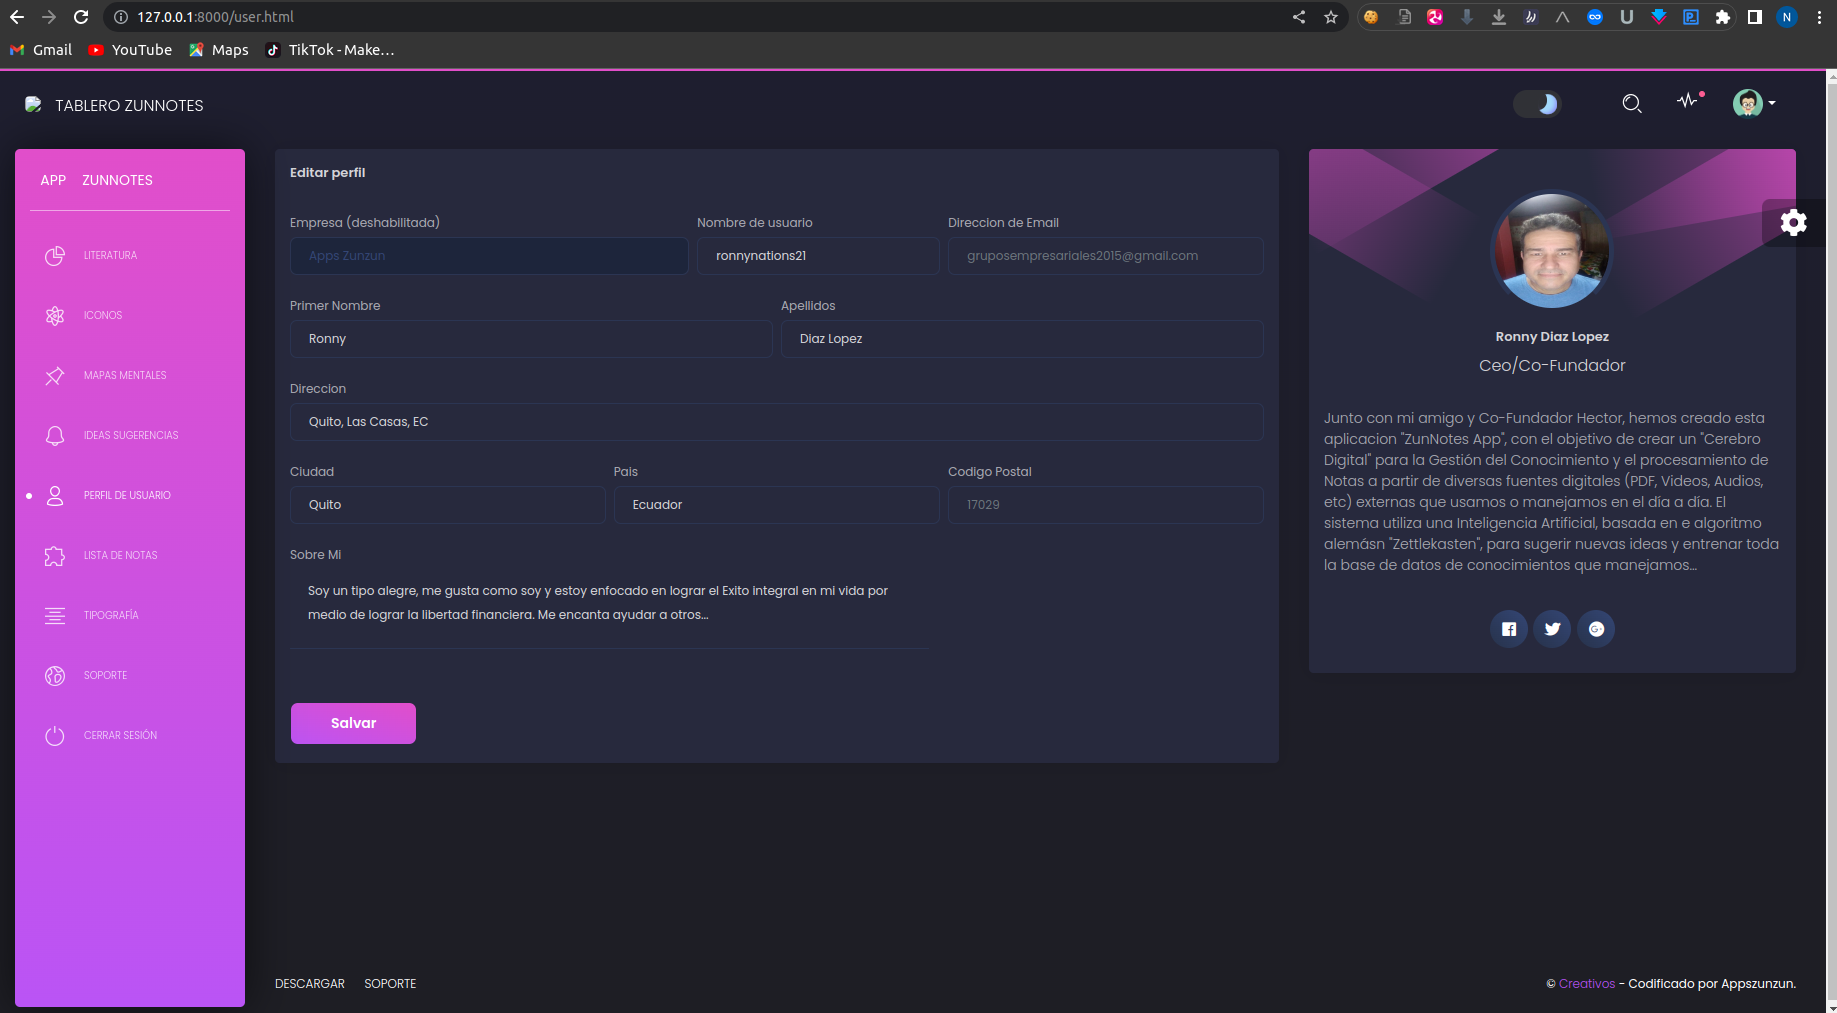 127.0.0.1:8000/user.html
Gmail YouTube Maps TikTok - Make...
N
TABLERO ZUNNOTES
APP ZUNNOTES
LITERATURA
ICONOS
MAPAS MENTALES
IDEAS SUGERENCIAS
PERFIL DE USUARIO
LISTA DE NOTAS
TIPOGRAFÍA
SOPORTE
CERRAR SESIÓN
Editar perfil
Empresa (deshabilitada) Nombre de usuario Direccion de Email
Apps Zunzun ronnynations21 gruposempresariales2015@gmail.com
Primer Nombre Apellidos
Ronny Diaz Lopez
Direccion
Quito, Las Casas, EC
Ciudad Pais Codigo Postal
Quito Ecuador 17029
Sobre Mi
Soy un tipo alegre, me gusta como soy y estoy enfocado en lograr el Exito integral en mi vida por
medio de lograr la libertad financiera. Me encanta ayudar a otros...
Salvar
Ronny Diaz Lopez
Ceo/Co-Fundador
Junto con mi amigo y Co-Fundador Hector, hemos creado esta
aplicacion "ZunNotes App", con el objetivo de crear un "Cerebro
Digital" para la Gestión del Conocimiento y el procesamiento de
Notas a partir de diversas fuentes digitales (PDF, Videos, Audios,
etc) externas que usamos o manejamos en el día a día. El
sistema utiliza una Inteligencia Artificial, basada en e algoritmo
alemásn "Zettlekasten", para sugerir nuevas ideas y entrenar toda
la base de datos de conocimientos que manejamos...
DESCARGAR SOPORTE
© Creativos - Codificado por Appszunzun.